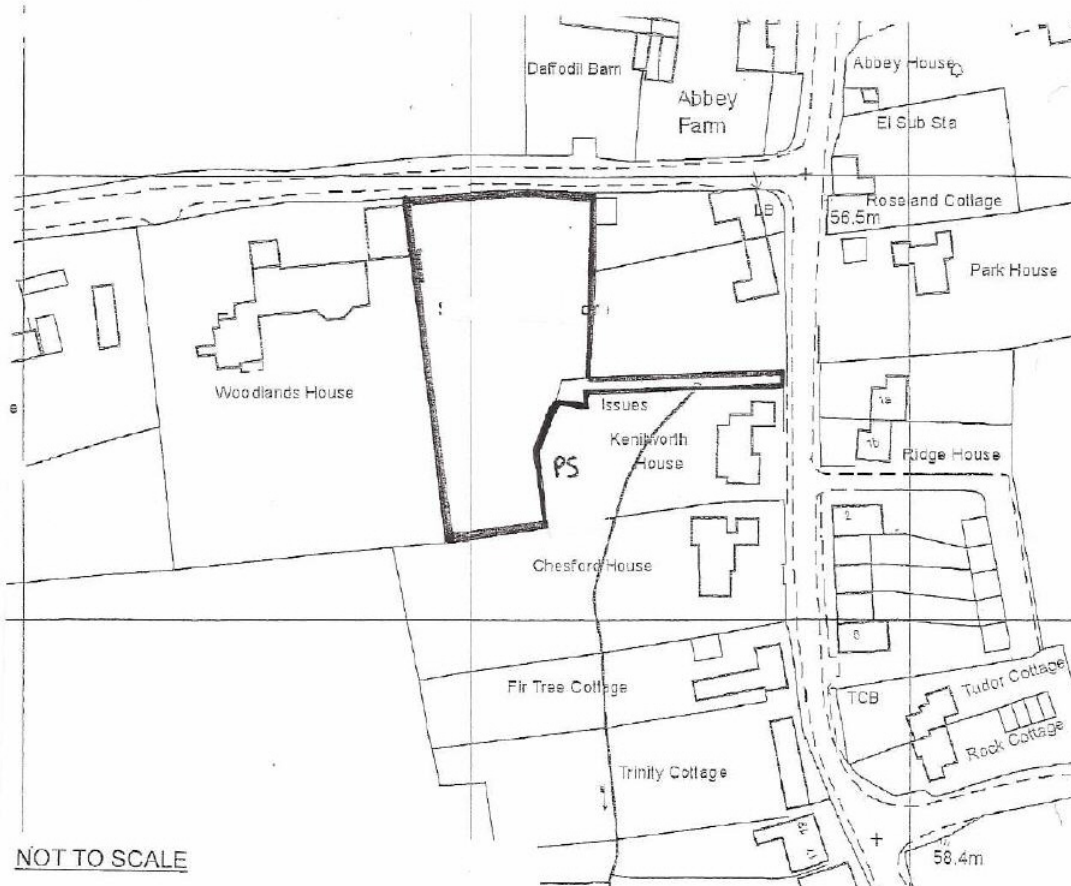 Daffodil Barn
Abbey
Farm
Abbey House
El Sub Sta
LB
Roseland Cottage
56.5m
Park House
Woodlands House
e
Issues
1a
Kenilworth
House
1b
Ridge House
PS
2
Chesford House
8
Fir Tree Cottage
TCB
Tudor Cottage
Rock Cottage
Trinity Cottage
NOT TO SCALE
58.4m